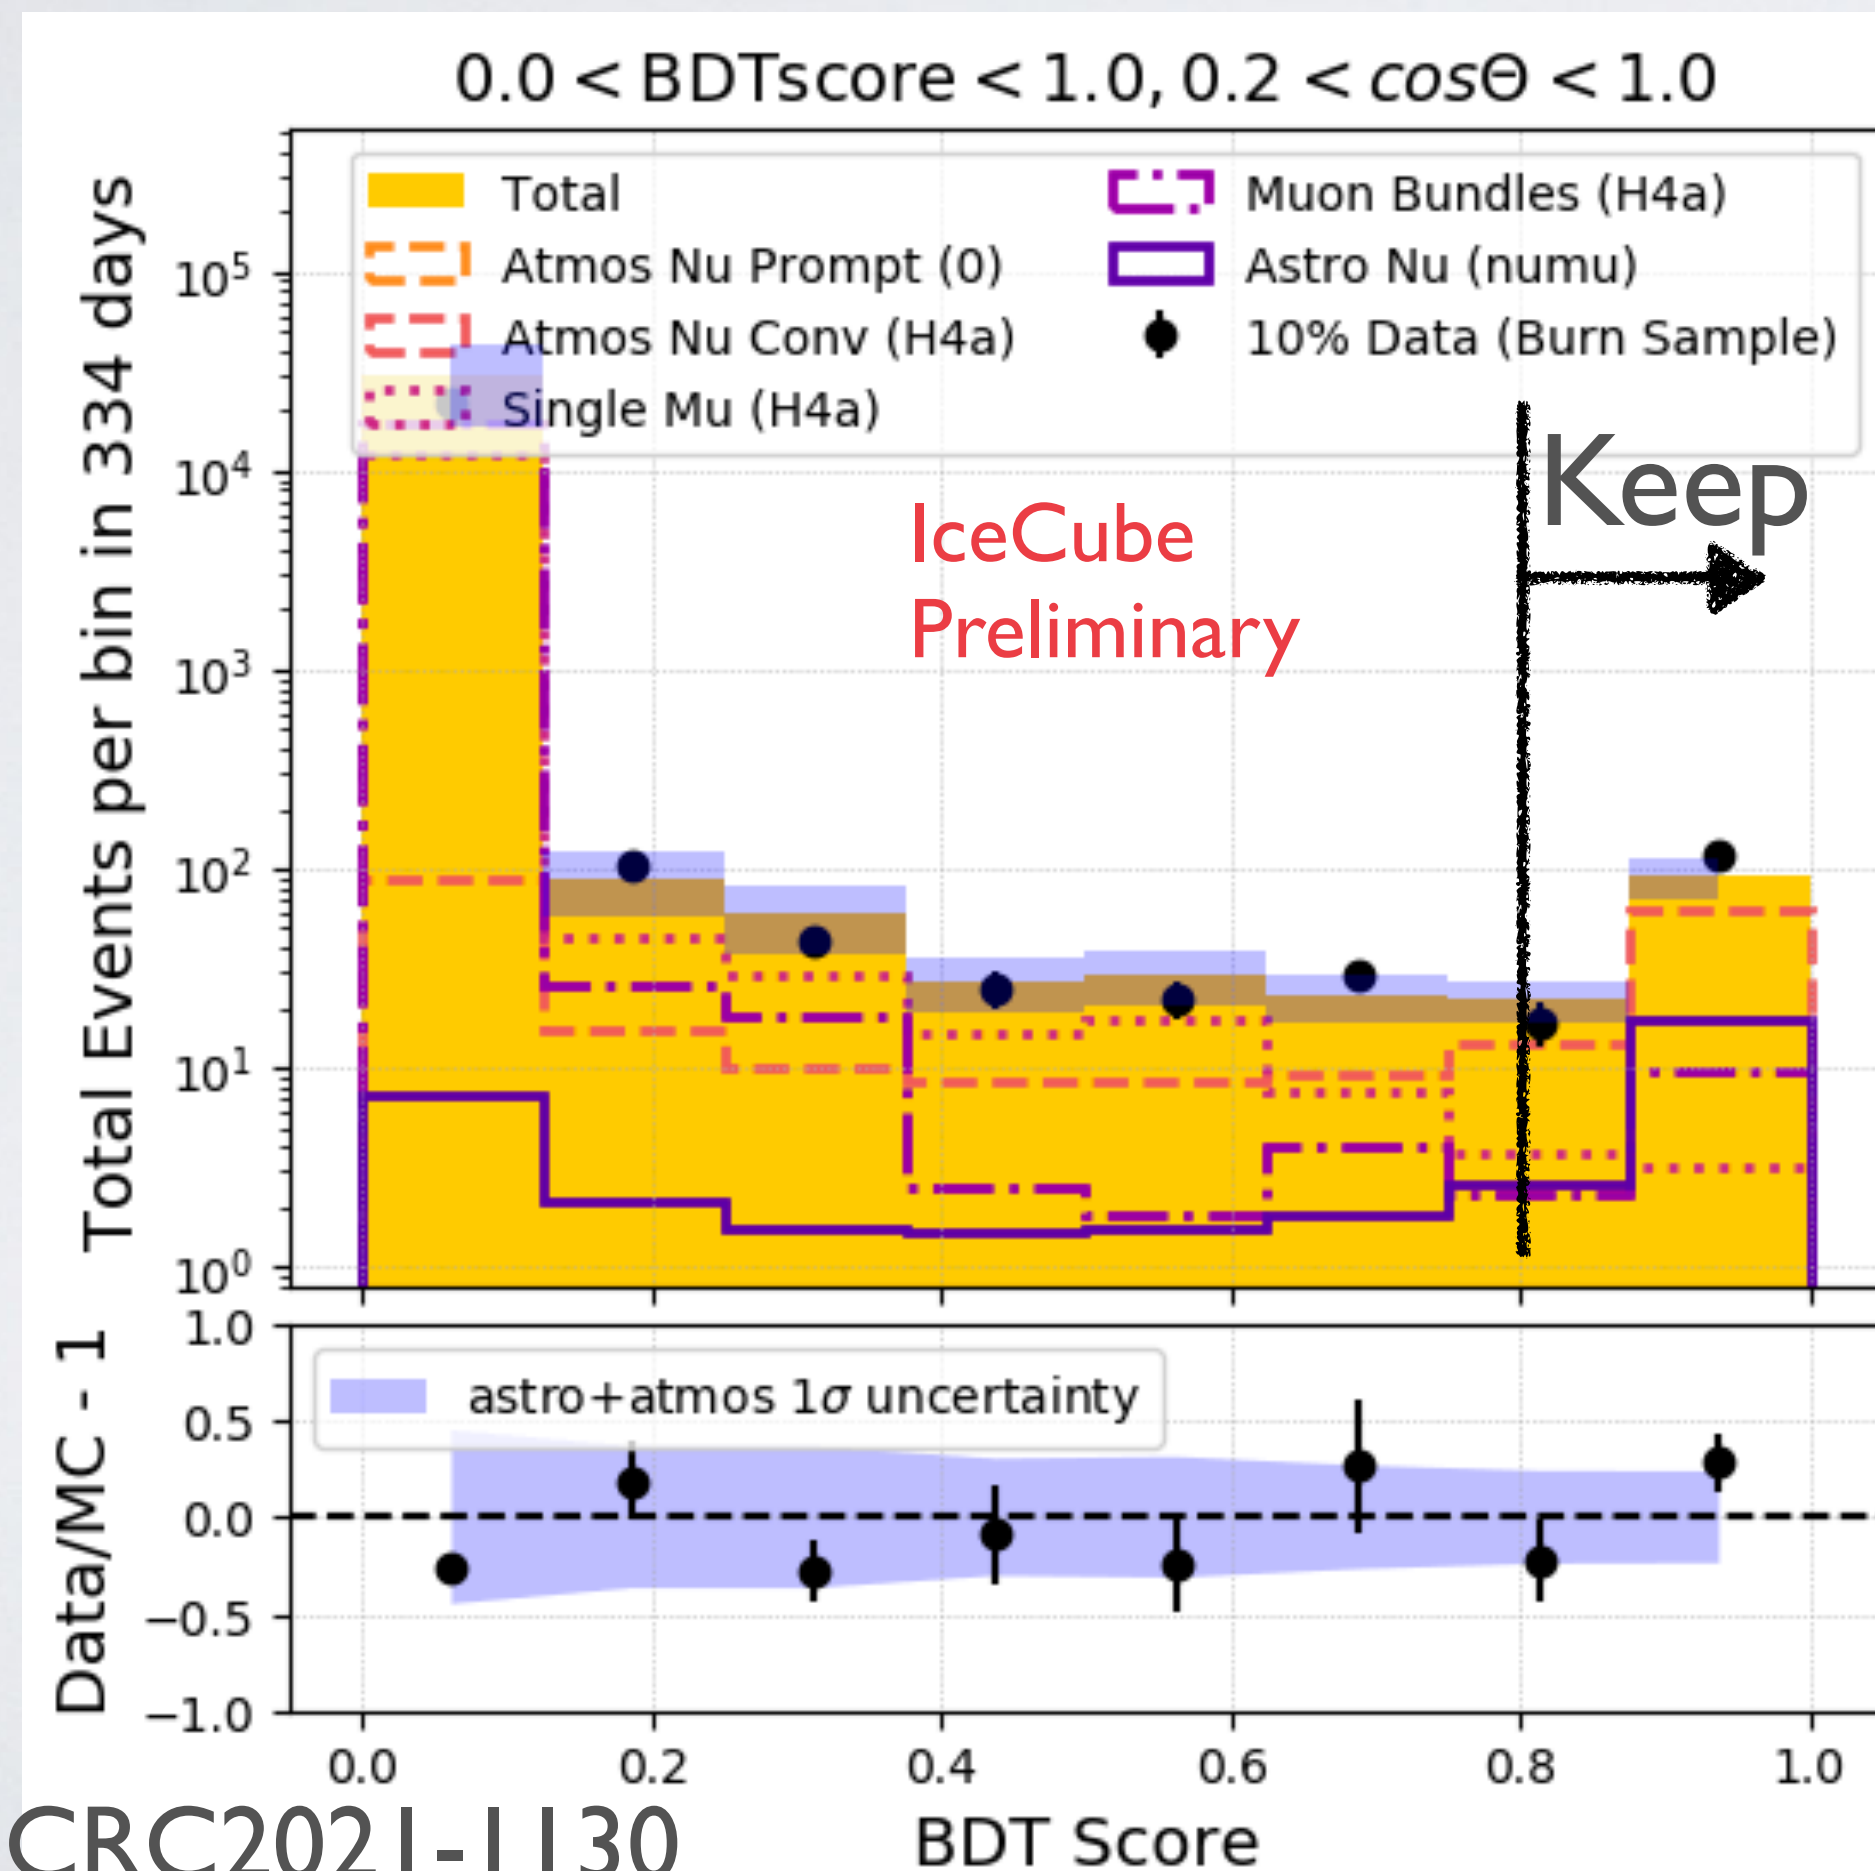 0.0 < BDTscore < 1.0, 0.2 < cosΘ < 1.0
Total Events per bin in 334 days
Total
Atmos Nu Prompt (0)
Atmos Nu Conv (H4a)
Single Mu (H4a)
Muon Bundles (H4a)
Astro Nu (numu)
10% Data (Burn Sample)
10⁵
10⁴
10³
10²
10¹
10⁰
IceCube
Preliminary
Keep
Data/MC - 1
1.0
0.5
0.0
−0.5
−1.0
astro+atmos 1σ uncertainty
0.0 0.2 0.4 0.6 0.8 1.0
BDT Score
CRC2021-1130